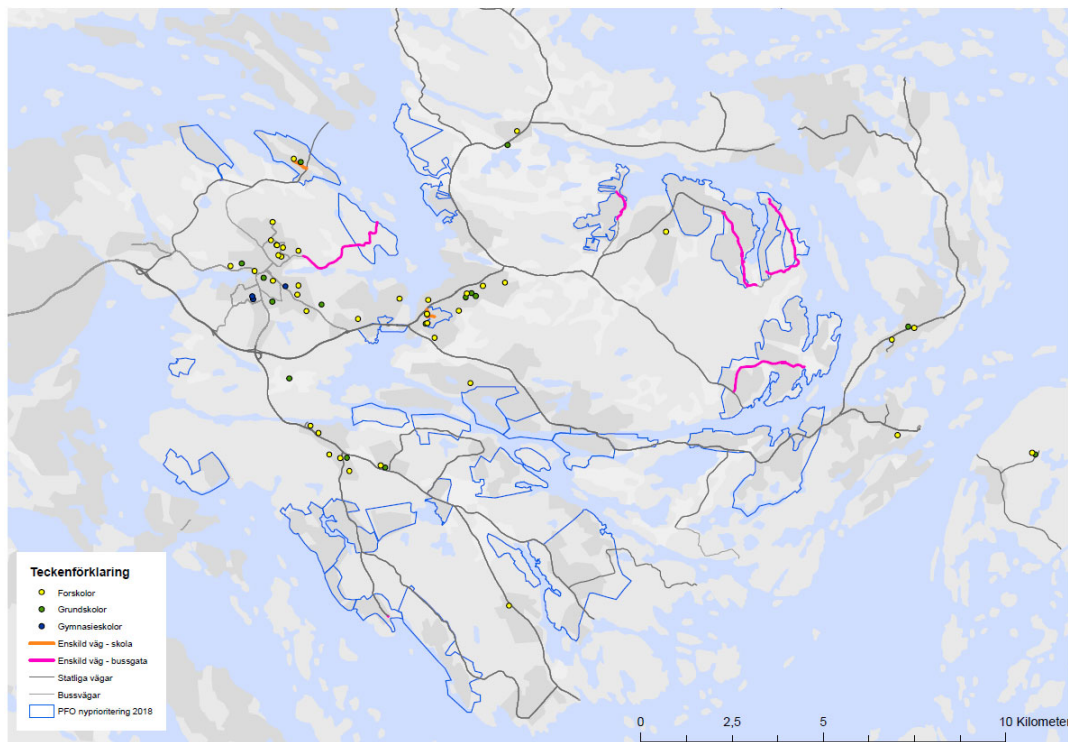 Teckenförklaring
Forskolor
Grundskolor
Gymnasieskolor
Enskild väg - skola
Enskild väg - bussgata
Statliga vägar
Bussvägar
PFO nyprioritering 2018
0 2,5 5 10 Kilometer